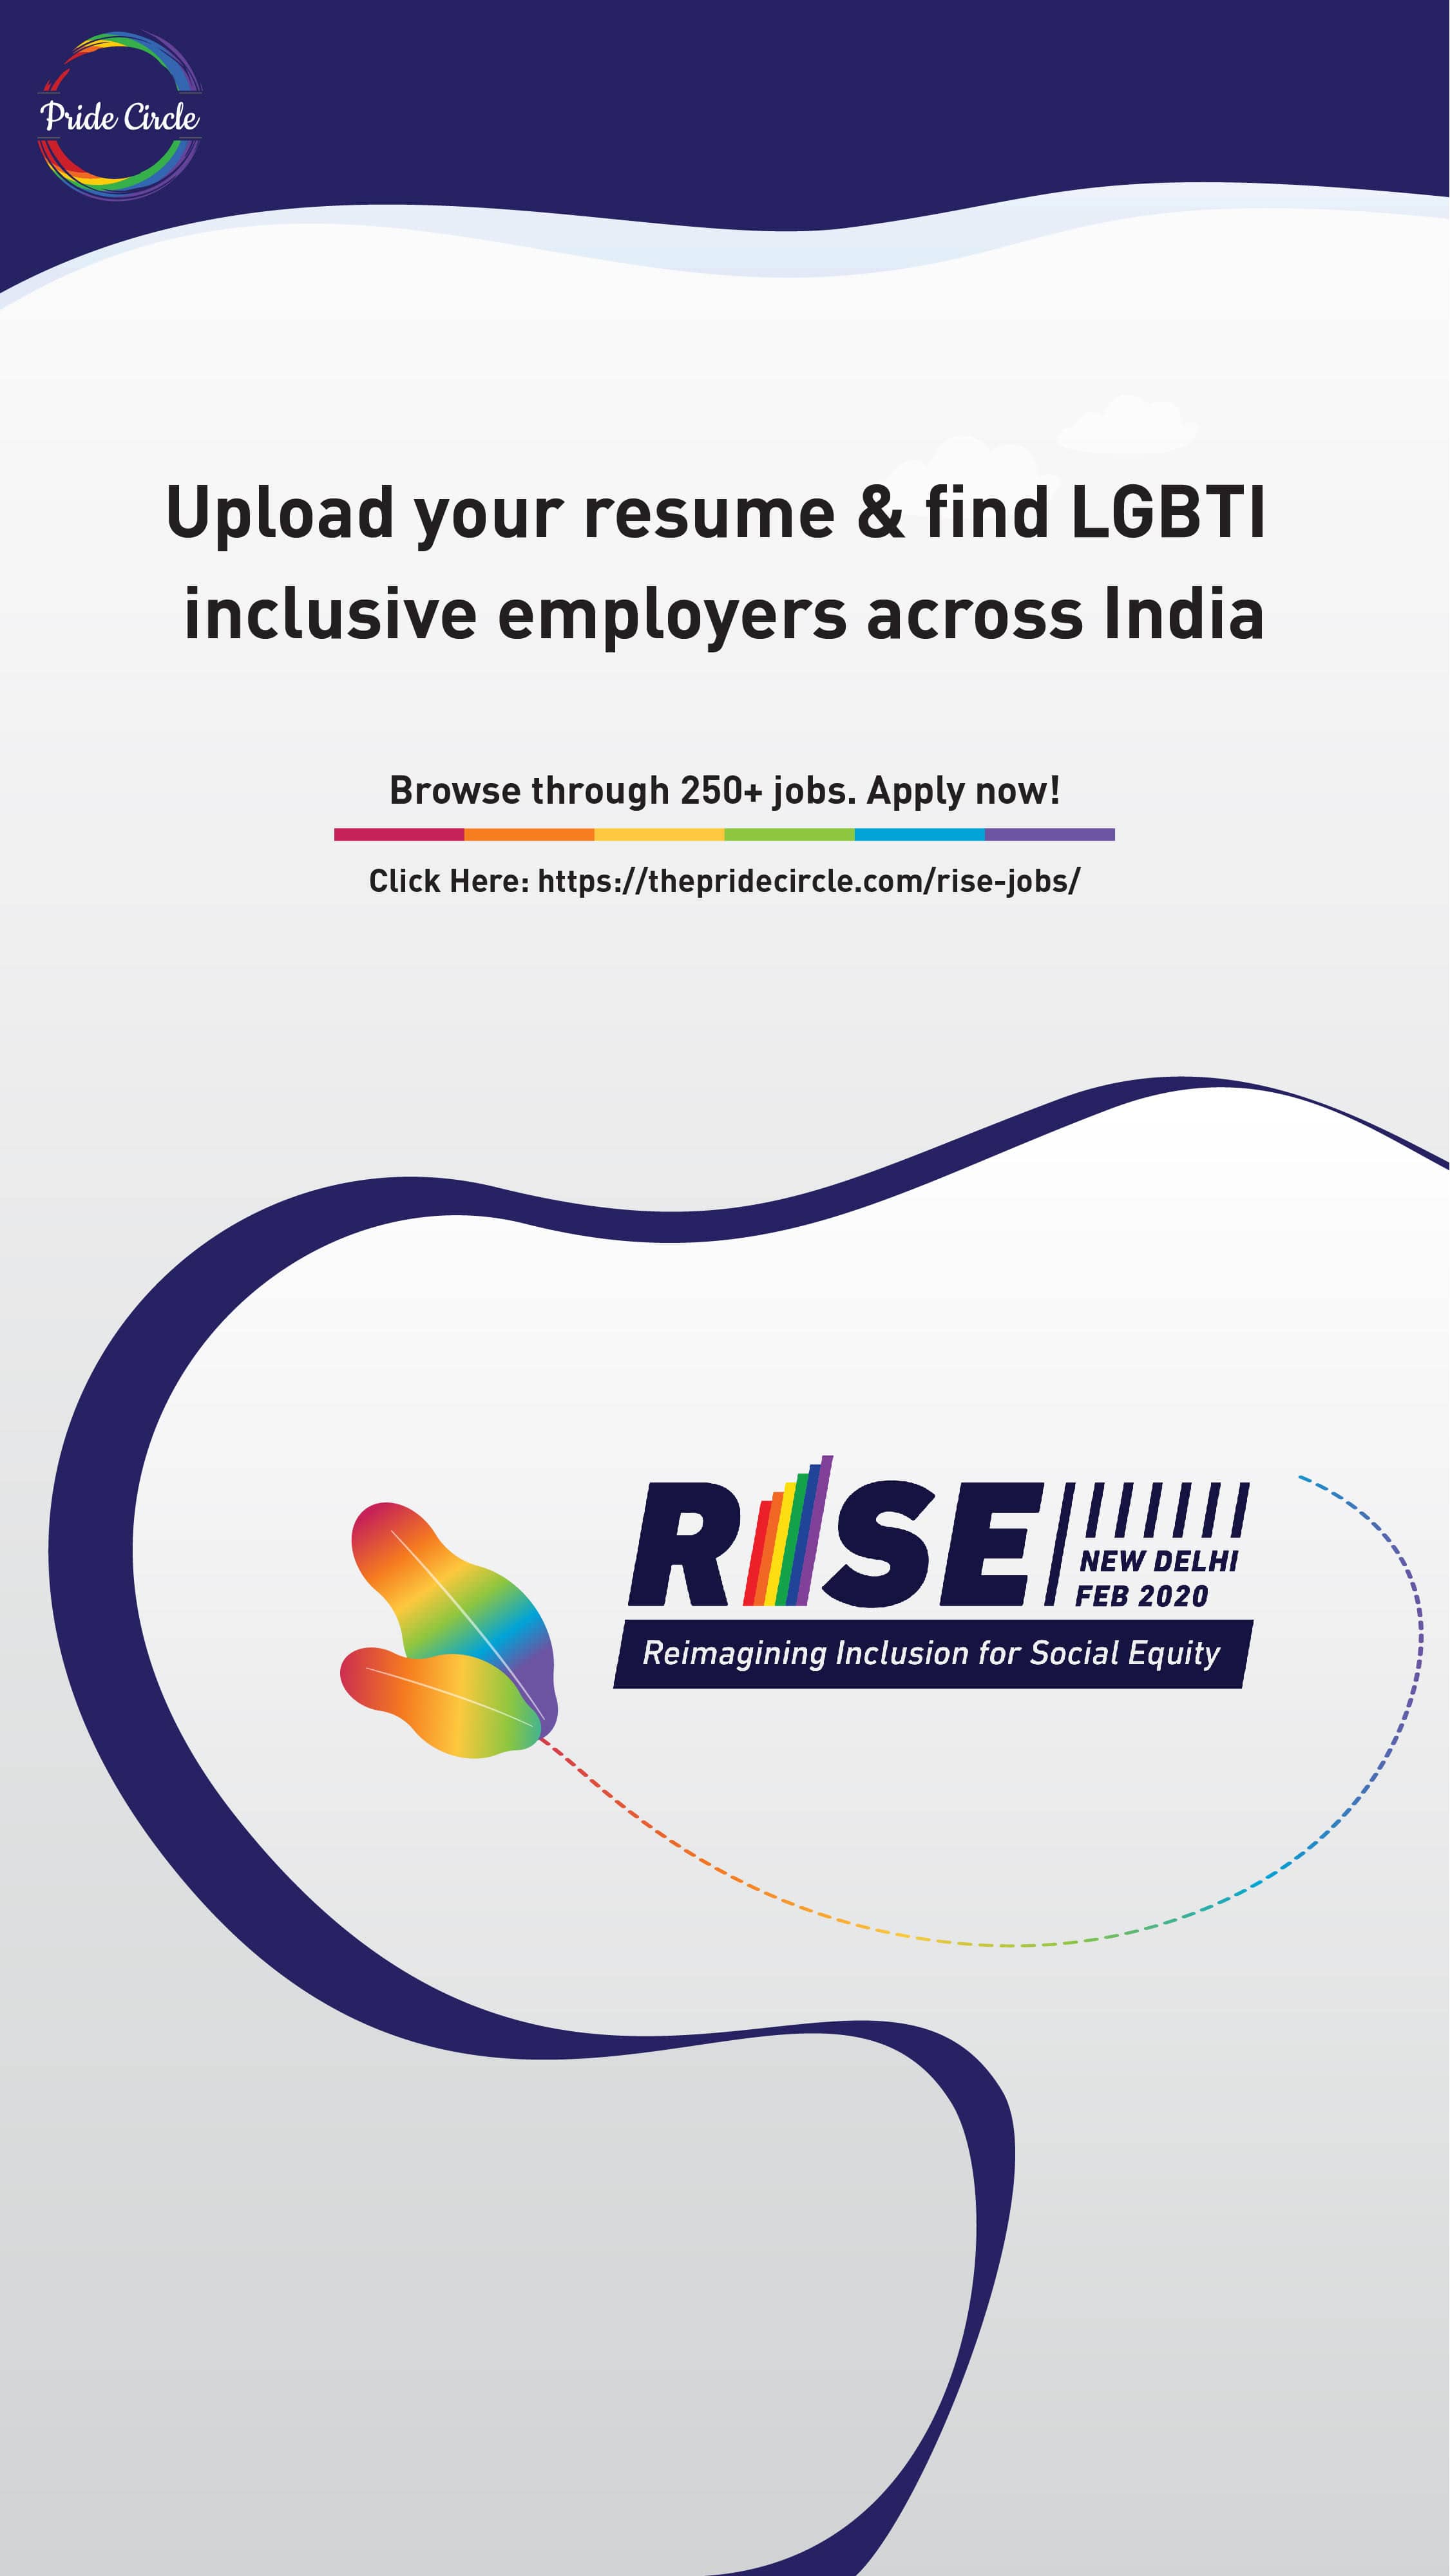 Pride Circle
Upload your resume & find LGBTI
inclusive employers across India
Browse through 250+ jobs. Apply now!
Click Here: https://thepridecircle.com/rise-jobs/
RISE
NEW DELHI
FEB 2020
Reimagining Inclusion for Social Equity